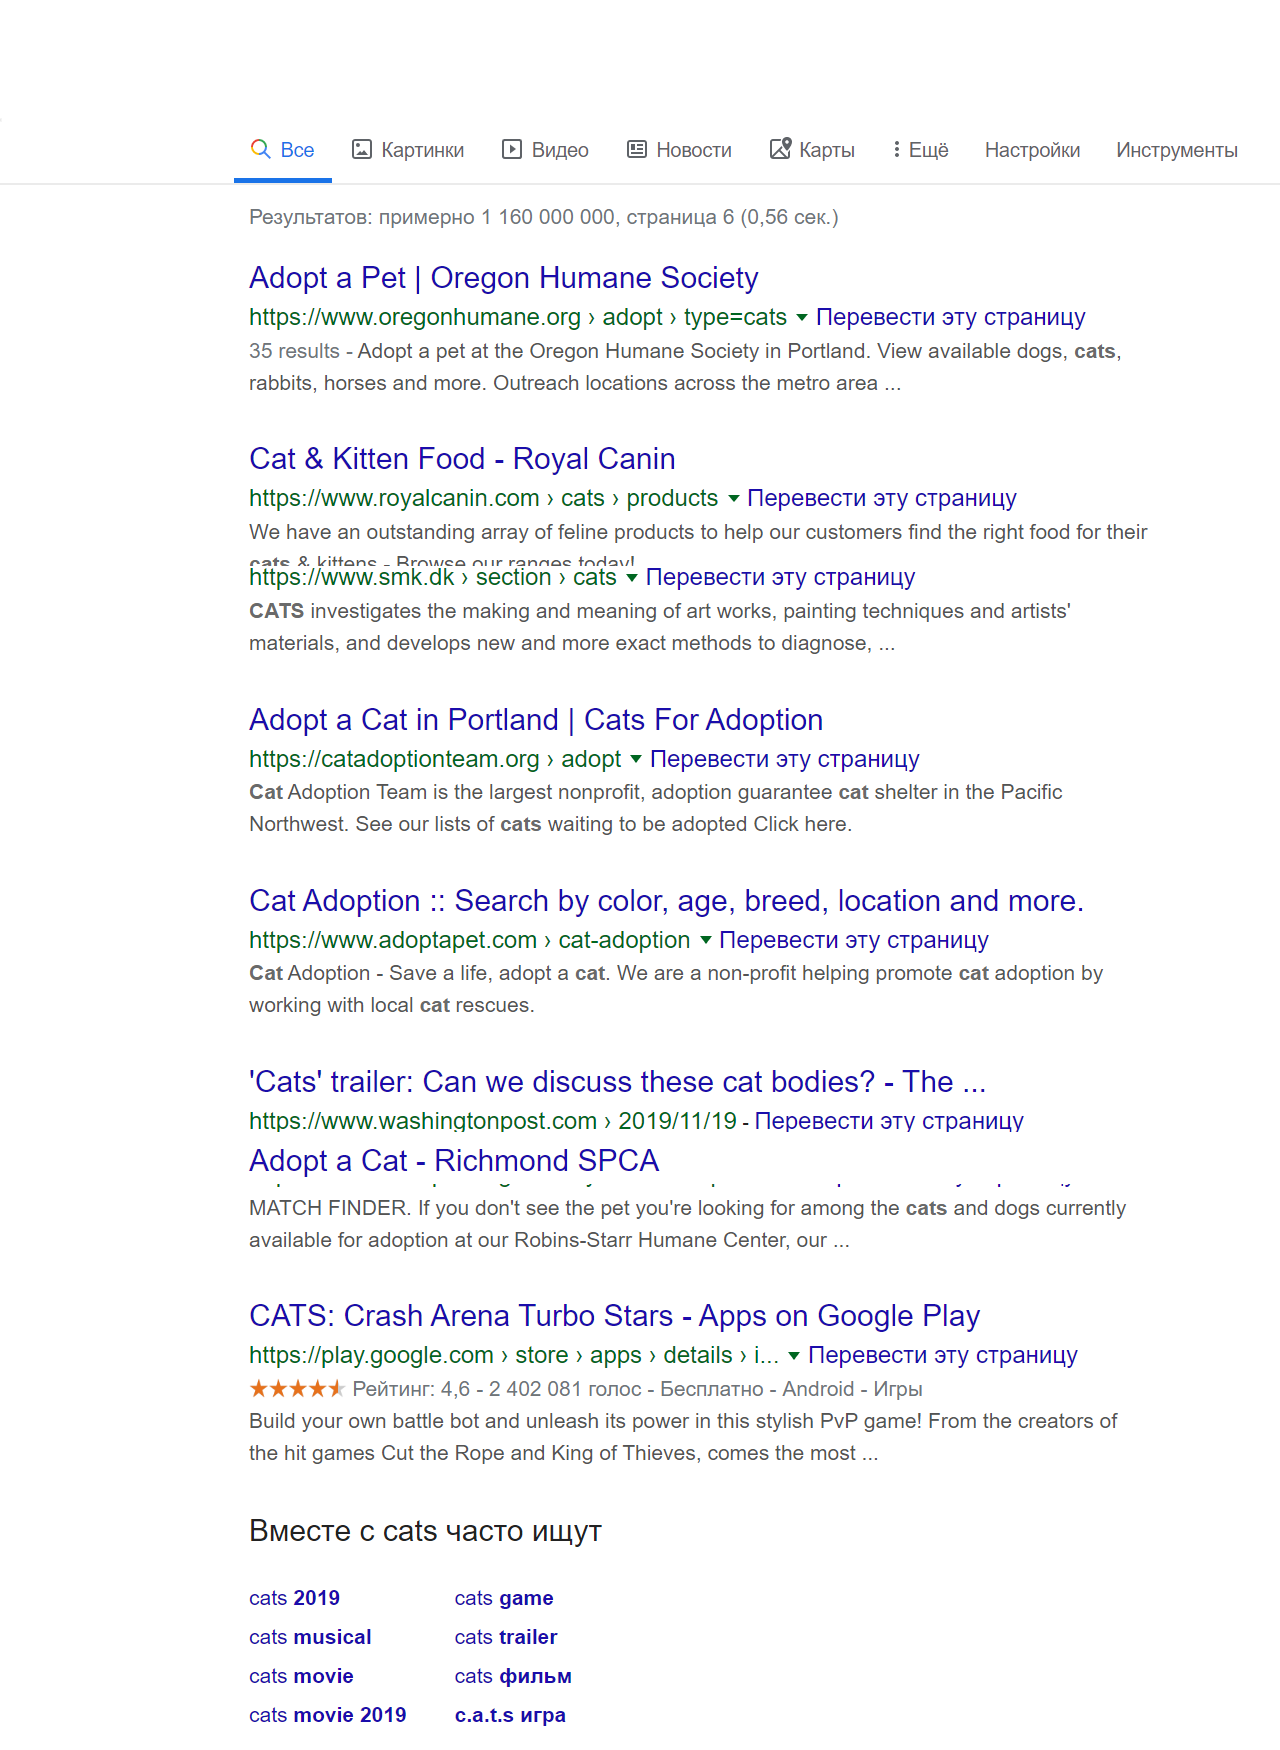 Все Картинки Видео Новости Карты Ещё Настройки Инструменты
Результатов: примерно 1 160 000 000, страница 6 (0,56 сек.)
Adopt a Pet | Oregon Humane Society
https://www.oregonhumane.org › adopt › type=cats Перевести эту страницу
35 results - Adopt a pet at the Oregon Humane Society in Portland. View available dogs, cats,
rabbits, horses and more. Outreach locations across the metro area ...
Cat & Kitten Food - Royal Canin
https://www.royalcanin.com › cats › products Перевести эту страницу
We have an outstanding array of feline products to help our customers find the right food for their
cats & kittens - Browse our ranges today!
https://www.smk.dk › section › cats Перевести эту страницу
CATS investigates the making and meaning of art works, painting techniques and artists'
materials, and develops new and more exact methods to diagnose, ...
Adopt a Cat in Portland | Cats For Adoption
https://catadoptionteam.org › adopt Перевести эту страницу
Cat Adoption Team is the largest nonprofit, adoption guarantee cat shelter in the Pacific
Northwest. See our lists of cats waiting to be adopted Click here.
Cat Adoption :: Search by color, age, breed, location and more.
https://www.adoptapet.com › cat-adoption Перевести эту страницу
Cat Adoption - Save a life, adopt a cat. We are a non-profit helping promote cat adoption by
working with local cat rescues.
'Cats' trailer: Can we discuss these cat bodies? - The ...
https://www.washingtonpost.com › 2019/11/19 - Перевести эту страницу
Adopt a Cat - Richmond SPCA
MATCH FINDER. If you don't see the pet you're looking for among the cats and dogs currently
available for adoption at our Robins-Starr Humane Center, our ...
CATS: Crash Arena Turbo Stars - Apps on Google Play
https://play.google.com › store › apps › details › i... Перевести эту страницу
Рейтинг: 4,6 - 2 402 081 голос - Бесплатно - Android - Игры
Build your own battle bot and unleash its power in this stylish PvP game! From the creators of
the hit games Cut the Rope and King of Thieves, comes the most ...
Вместе с cats часто ищут
cats 2019 cats game
cats musical cats trailer
cats movie cats фильм
cats movie 2019 c.a.t.s игра